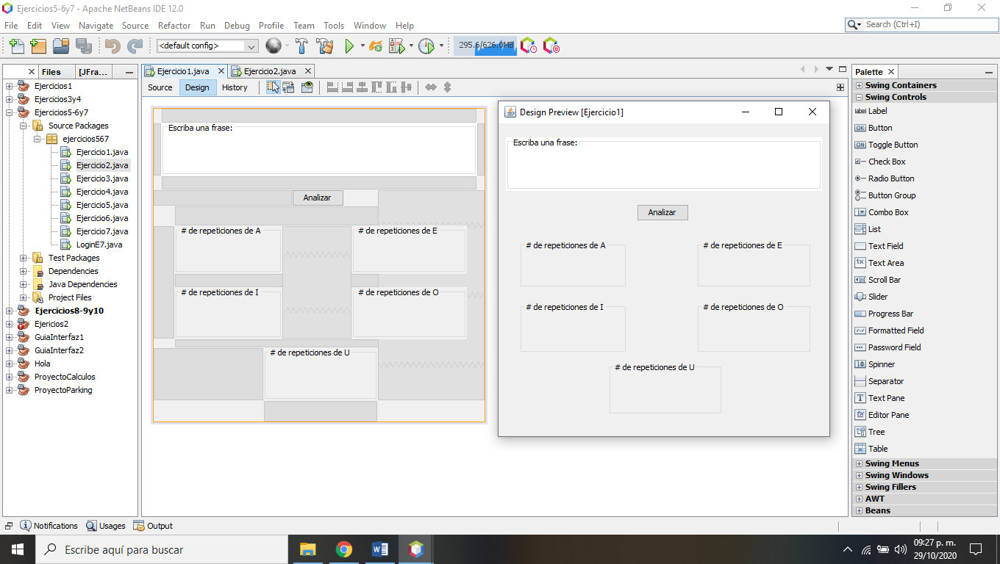 Ejercicios5-6y7 - Apache NetBeans IDE 12.0
File Edit View Navigate Source Refactor Run Debug Profile Team Tools Window Help
Search (Ctrl+I)
<default config>
295.6/626.0MB
Files
[JFra...
Ejercicios1
Ejercicios3y4
Ejercicios5-6y7
Source Packages
ejercicios567
Ejercicio1.java
Ejercicio2.java
Ejercicio3.java
Ejercicio4.java
Ejercicio5.java
Ejercicio6.java
Ejercicio7.java
LoginE7.java
Test Packages
Dependencies
Java Dependencies
Project Files
Ejercicios8-9y10
Ejericios2
GuiaInterfaz1
GuiaInterfaz2
Hola
ProyectoCalculos
ProyectoParking
Ejercicio1.java
Ejercicio2.java
Source Design History
Escriba una frase:
Analizar
# de repeticiones de A
# de repeticiones de E
# de repeticiones de I
# de repeticiones de O
# de repeticiones de U
Design Preview [Ejercicio1]
Escriba una frase:
Analizar
# de repeticiones de A
# de repeticiones de E
# de repeticiones de I
# de repeticiones de O
# de repeticiones de U
Palette
Swing Containers
Swing Controls
label Label
OK Button
ON Toggle Button
Check Box
Radio Button
Button Group
Combo Box
List
Text Field
Text Area
Scroll Bar
Slider
Progress Bar
Formatted Field
Password Field
Spinner
Separator
Text Pane
Editor Pane
Tree
Table
Swing Menus
Swing Windows
Swing Fillers
AWT
Beans
Notifications Usages Output
Escribe aquí para buscar
09:27 p. m.
29/10/2020